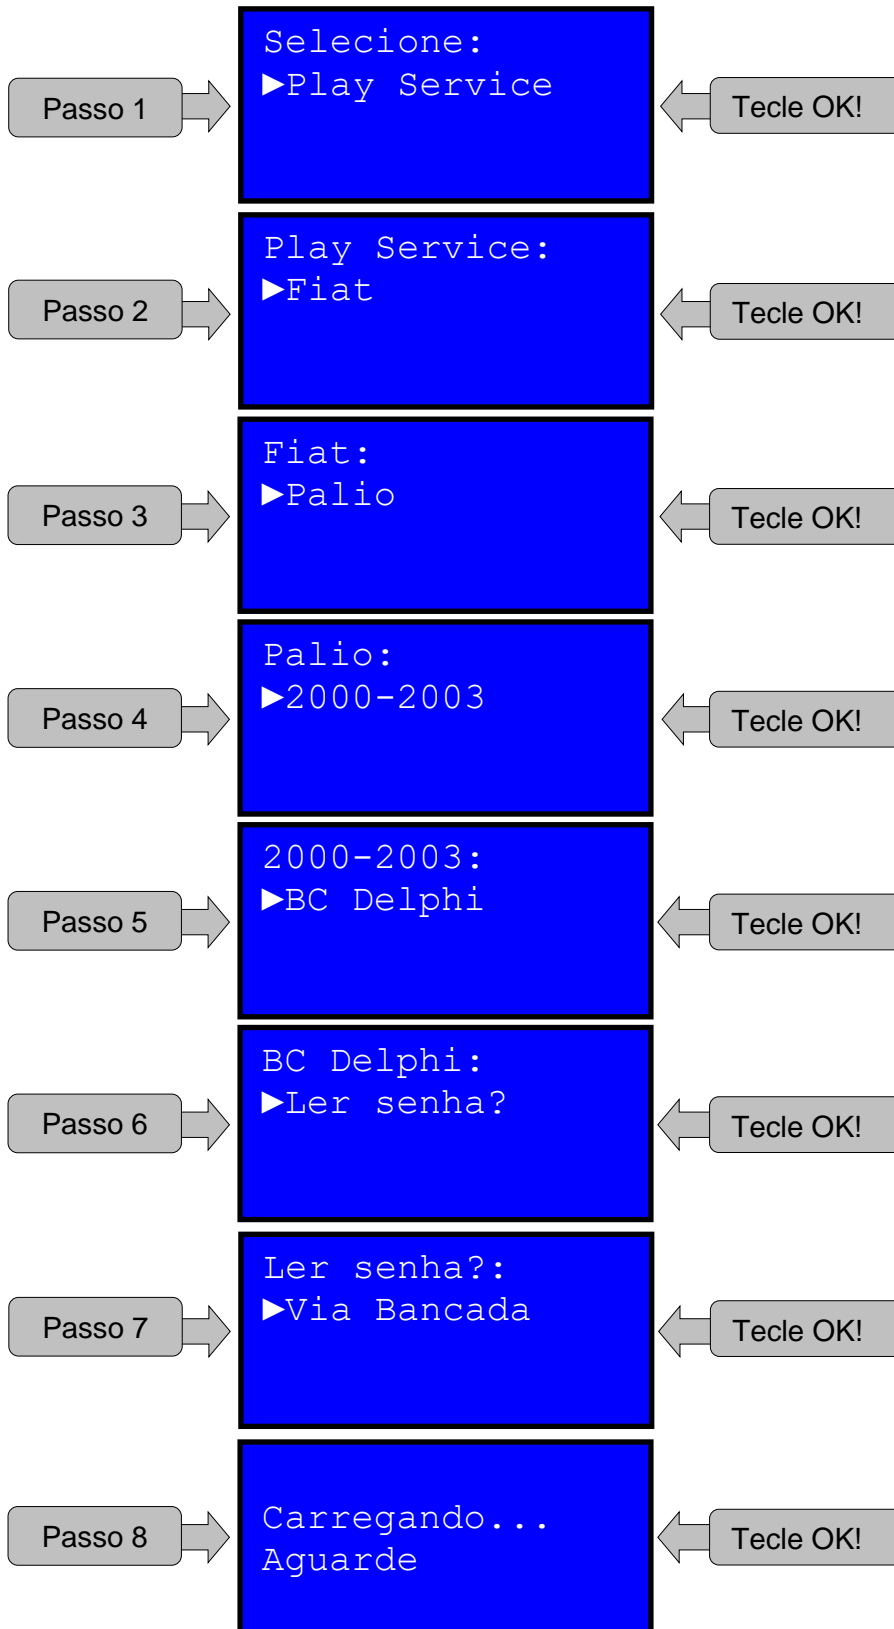 Passo 1
Selecione:
►Play Service
Tecle OK!
Passo 2
Play Service:
►Fiat
Tecle OK!
Passo 3
Fiat:
►Palio
Tecle OK!
Passo 4
Palio:
►2000-2003
Tecle OK!
Passo 5
2000-2003:
►BC Delphi
Tecle OK!
Passo 6
BC Delphi:
►Ler senha?
Tecle OK!
Passo 7
Ler senha?:
►Via Bancada
Tecle OK!
Passo 8
Carregando...
Aguarde
Tecle OK!